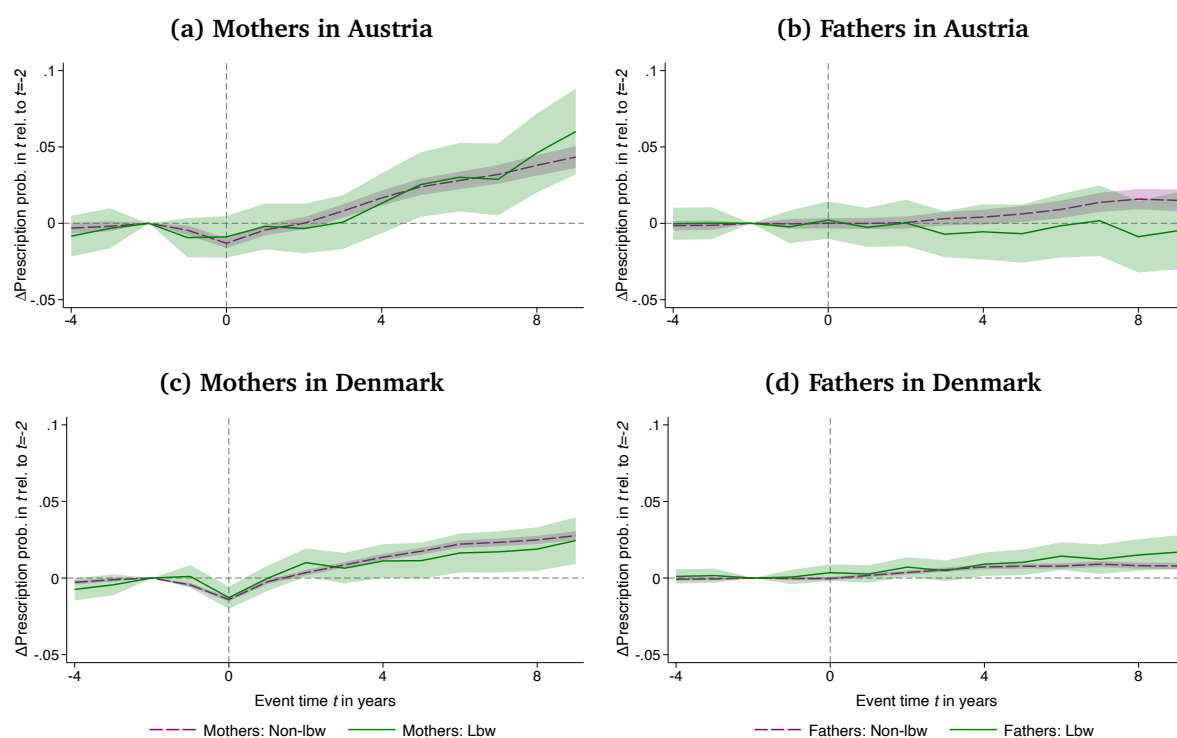 (a) Mothers in Austria
ΔPrescription prob. in t rel. to t=-2
.1
.05
0
-.05
-4 0 4 8
(b) Fathers in Austria
ΔPrescription prob. in t rel. to t=-2
.1
.05
0
-.05
-4 0 4 8
(c) Mothers in Denmark
ΔPrescription prob. in t rel. to t=-2
.1
.05
0
-.05
-4 0 4 8
Event time t in years
Mothers: Non-lbw Mothers: Lbw
(d) Fathers in Denmark
ΔPrescription prob. in t rel. to t=-2
.1
.05
0
-.05
-4 0 4 8
Event time t in years
Fathers: Non-lbw Fathers: Lbw